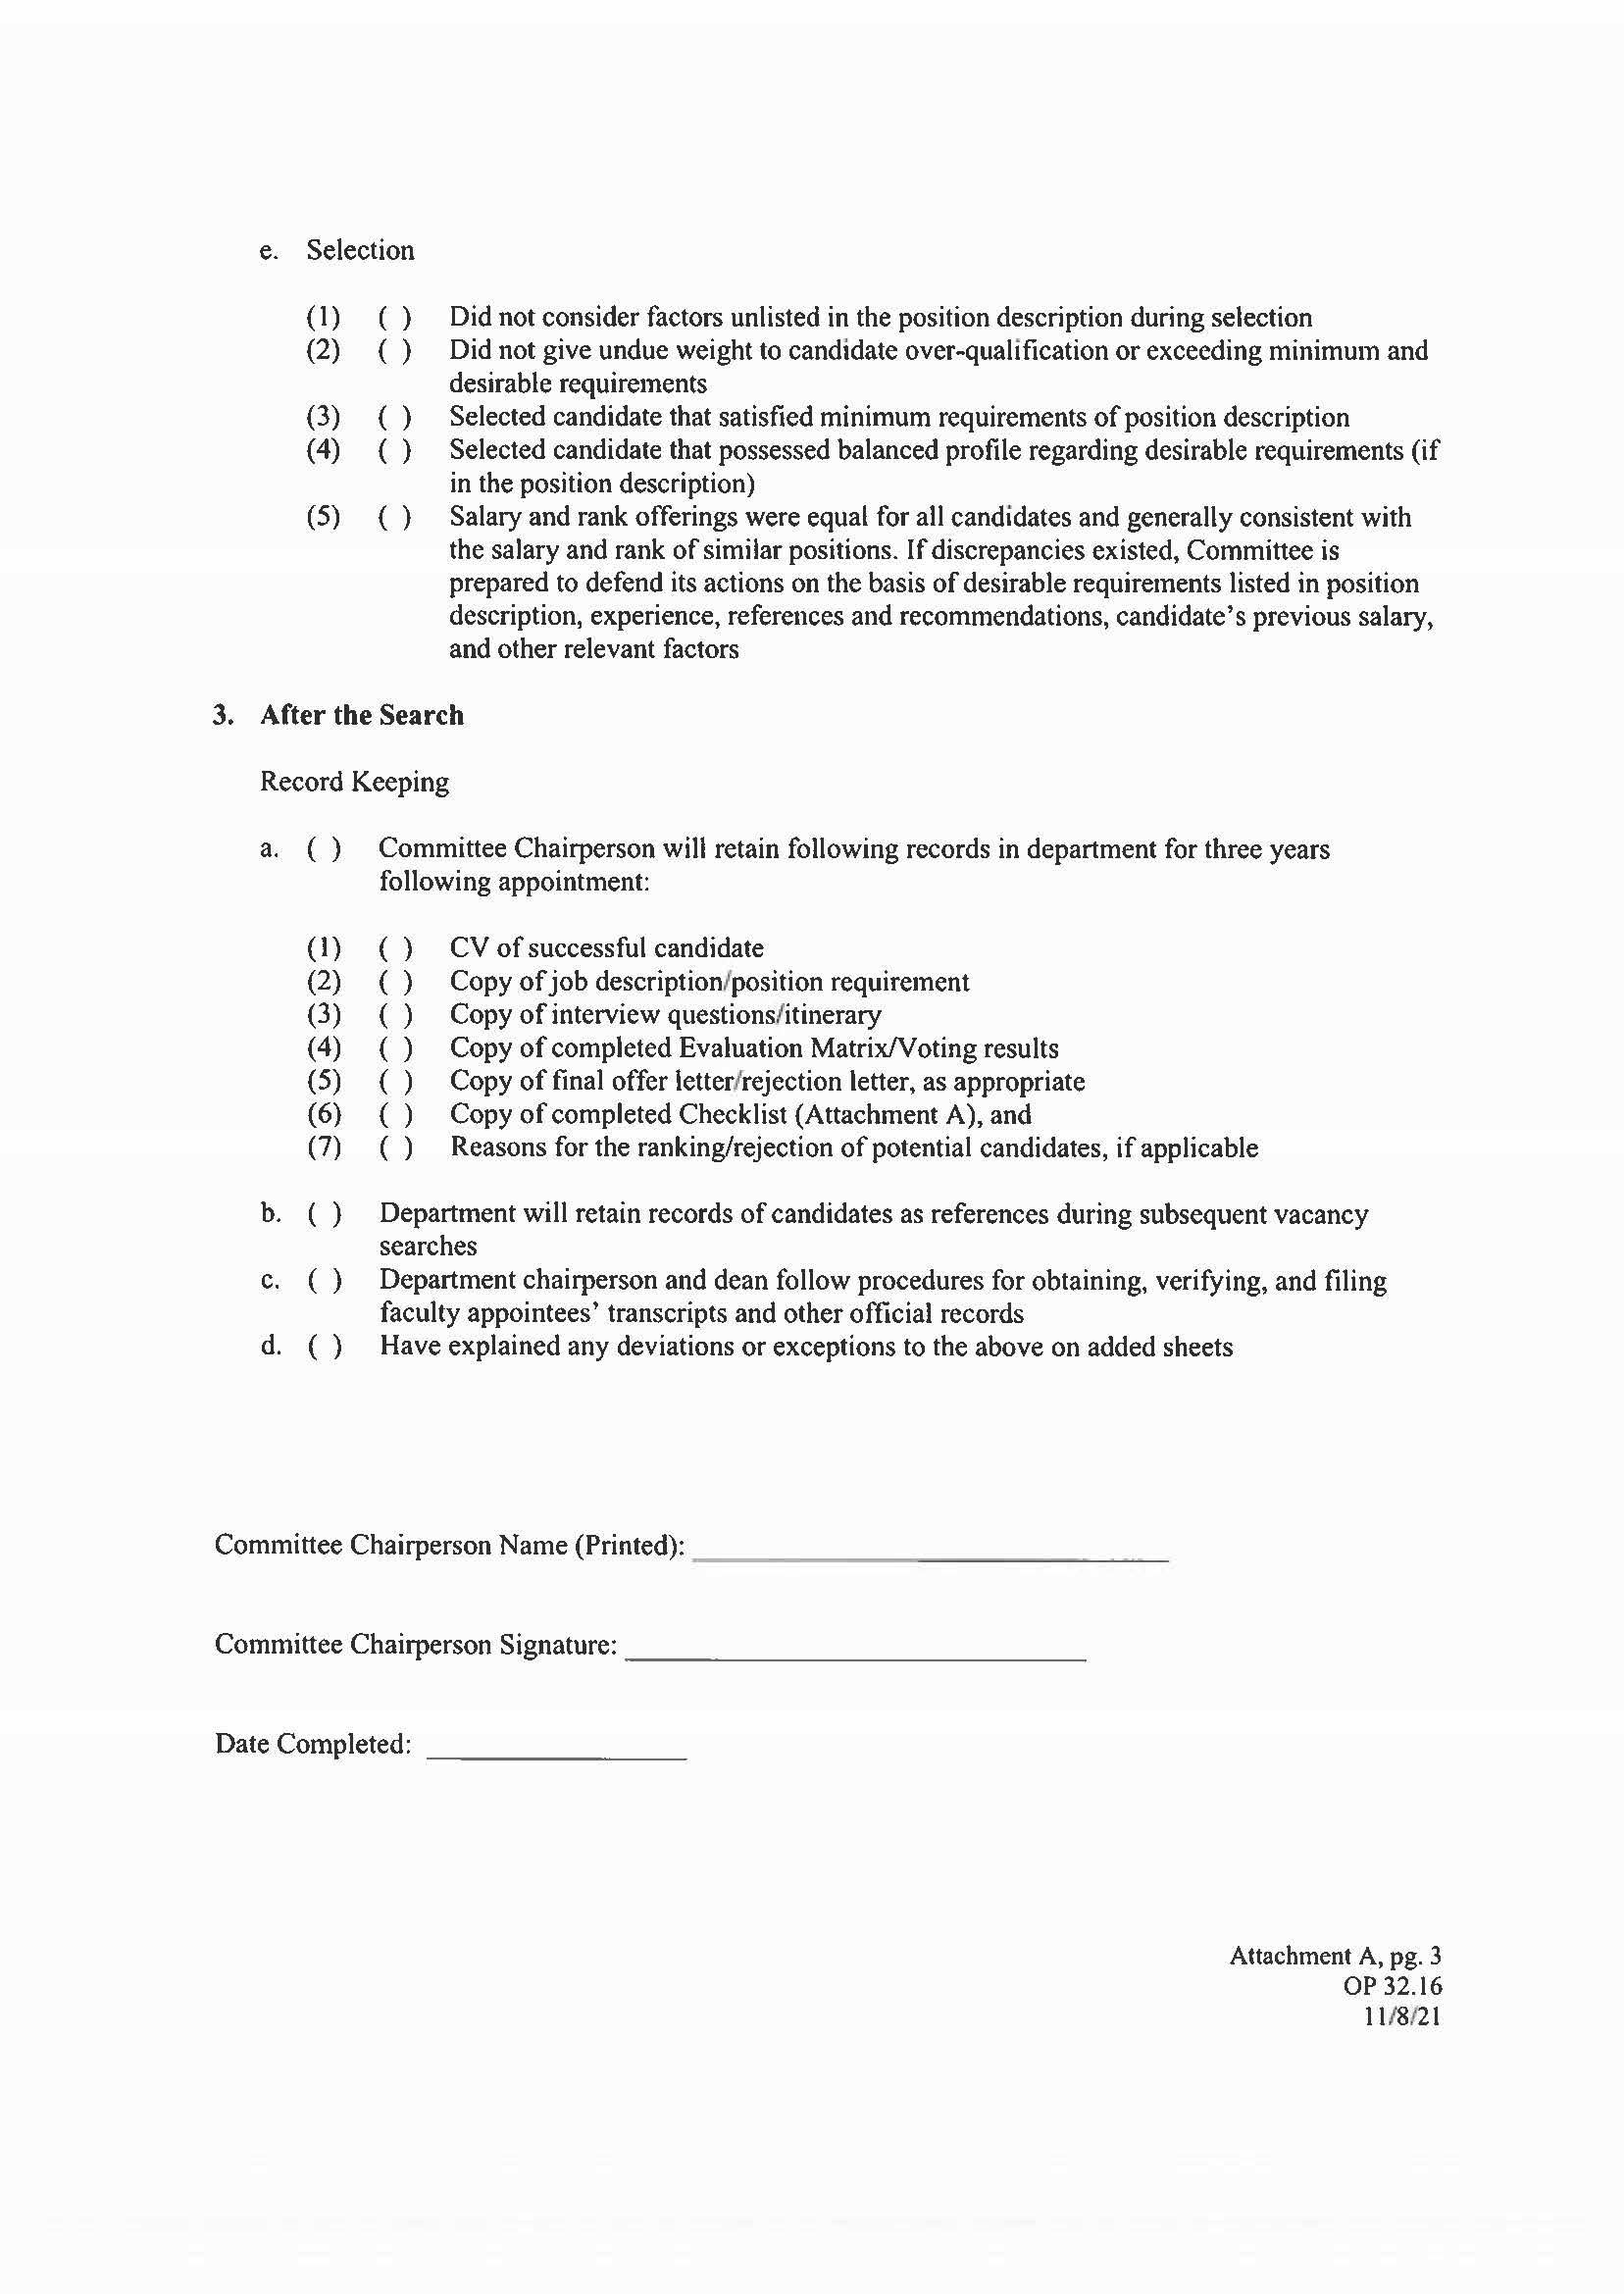 e. Selection
(1) ( ) Did not consider factors unlisted in the position description during selection
(2) ( ) Did not give undue weight to candidate over-qualification or exceeding minimum and
desirable requirements
(3) ( ) Selected candidate that satisfied minimum requirements of position description
(4) ( ) Selected candidate that possessed balanced profile regarding desirable requirements (if
in the position description)
(5) ( ) Salary and rank offerings were equal for all candidates and generally consistent with
the salary and rank of similar positions. If discrepancies existed, Committee is
prepared to defend its actions on the basis of desirable requirements listed in position
description, experience, references and recommendations, candidate's previous salary,
and other relevant factors
3. After the Search
Record Keeping
a. ( ) Committee Chairperson will retain following records in department for three years
following appointment:
(1) ( ) CV of successful candidate
(2) ( ) Copy of job description/position requirement
(3) ( ) Copy of interview questions/itinerary
(4) ( ) Copy of completed Evaluation Matrix/Voting results
(5) ( ) Copy of final offer letter/rejection letter, as appropriate
(6) ( ) Copy of completed Checklist (Attachment A), and
(7) ( ) Reasons for the ranking/rejection of potential candidates, if applicable
b. ( ) Department will retain records of candidates as references during subsequent vacancy
searches
c. ( ) Department chairperson and dean follow procedures for obtaining, verifying, and filing
faculty appointees' transcripts and other official records
d. ( ) Have explained any deviations or exceptions to the above on added sheets
Committee Chairperson Name (Printed):
Committee Chairperson Signature:
Date Completed:
Attachment A, pg. 3
OP 32.16
11/8/21